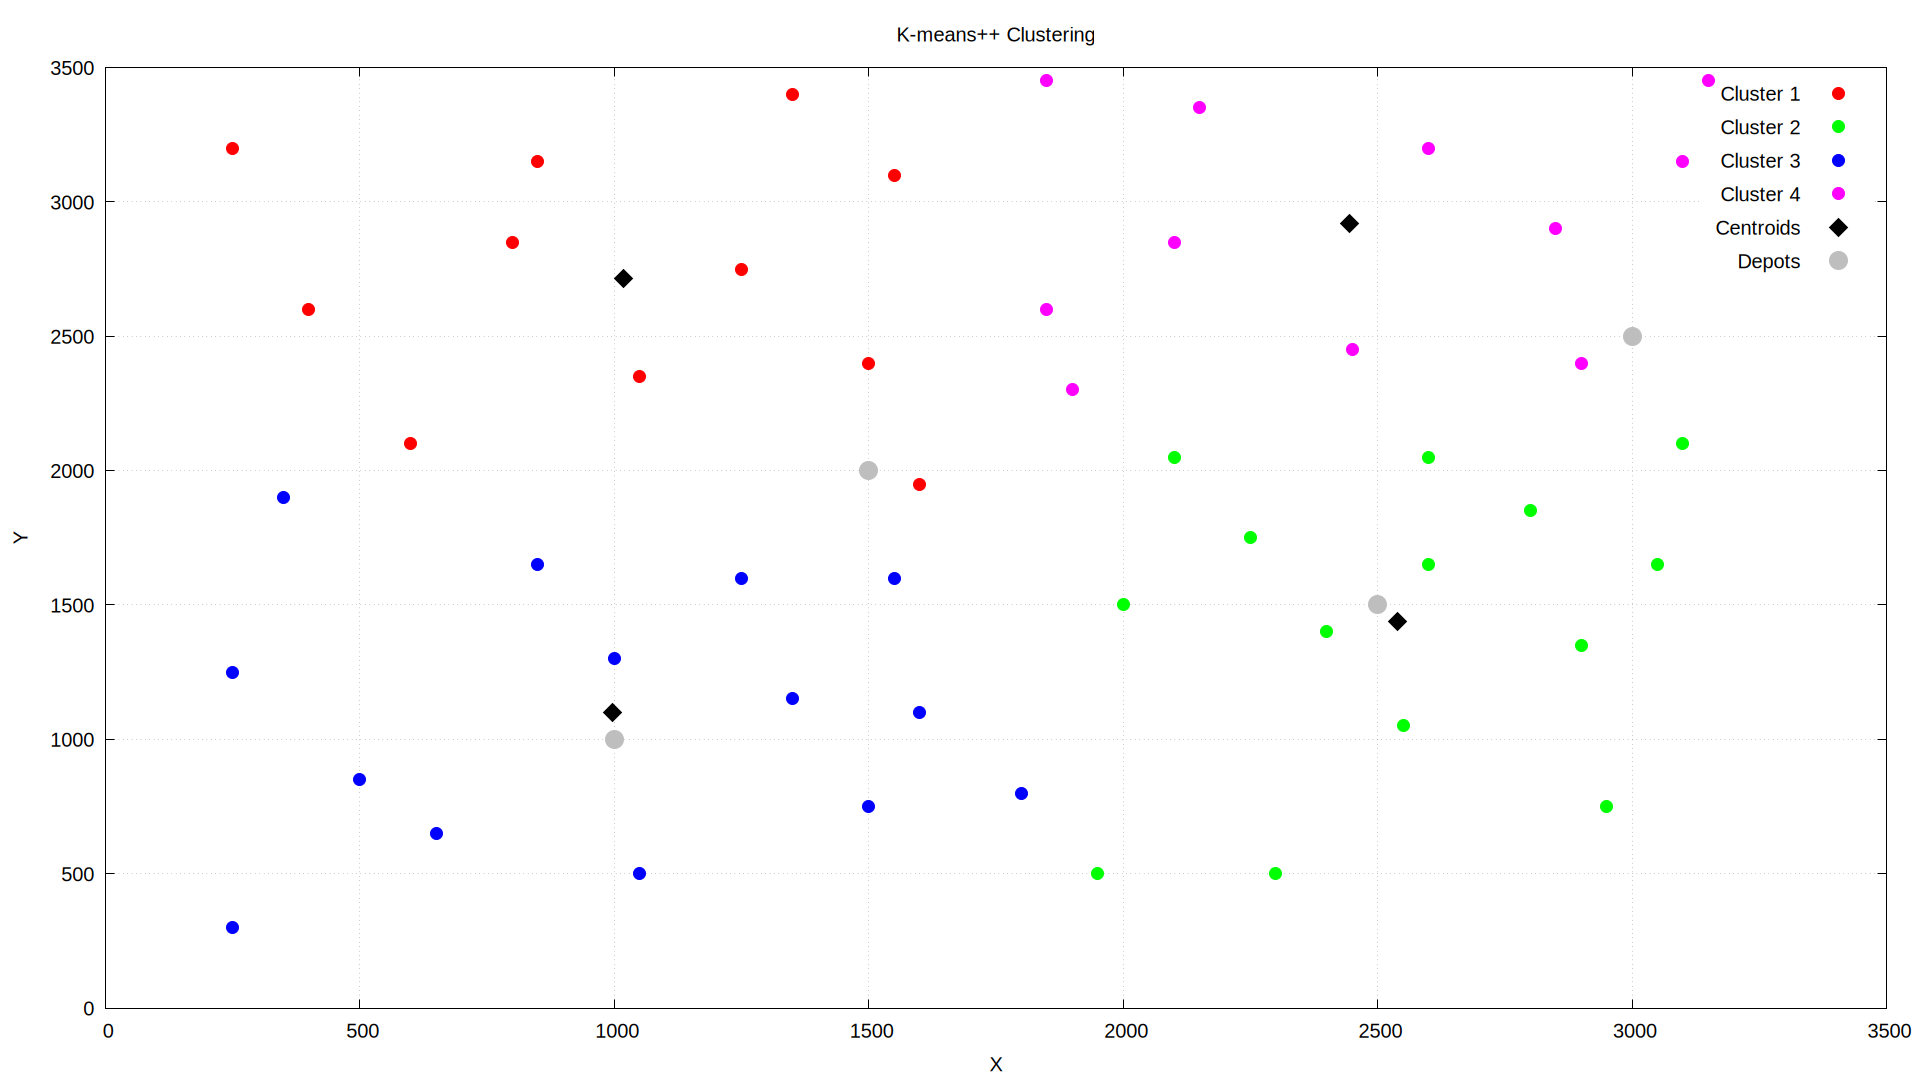 K-means++ Clustering
3500
3000
2500
2000
1500
1000
500
0
Y
Cluster 1
Cluster 2
Cluster 3
Cluster 4
Centroids
Depots
0 500 1000 1500 2000 2500 3000 3500
X